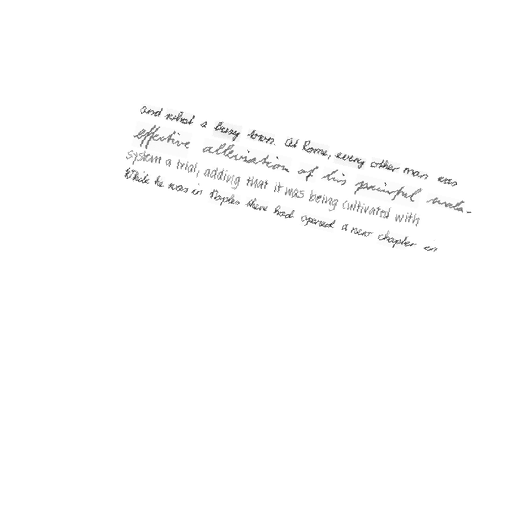 and what a busy town. At Rome, every other man was
effective alleviation of his painful mala-
system a trial, adding that it was being cultivated with
While he was in Naples there had opened a new chapter in